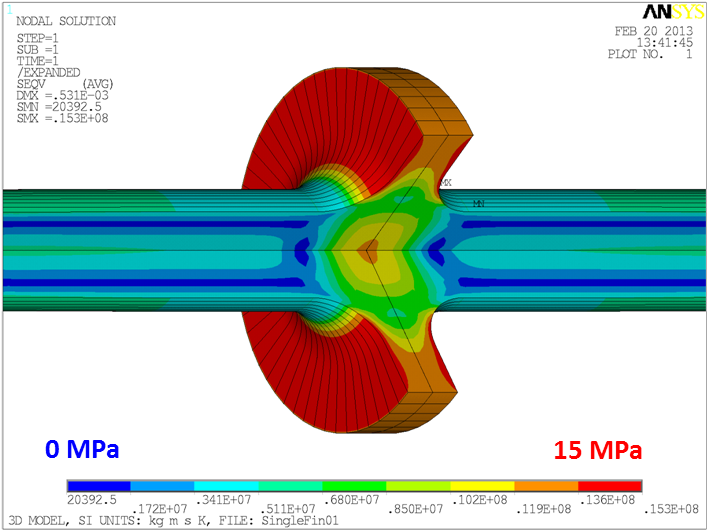 1
ANSYS
NODAL SOLUTION
FEB 20 2013
STEP=1
13:41:45
SUB =1
PLOT NO. 1
TIME=1
/EXPANDED
SEQV (AVG)
DMX =.531E-03
SMN =20392.5
SMX =.153E+08
MX
MN
0 MPa
15 MPa
20392.5 .341E+07 .680E+07 .102E+08 .136E+08
.172E+07 .511E+07 .850E+07 .119E+08 .153E+08
3D MODEL, SI UNITS: kg m s K, FILE: SingleFin01